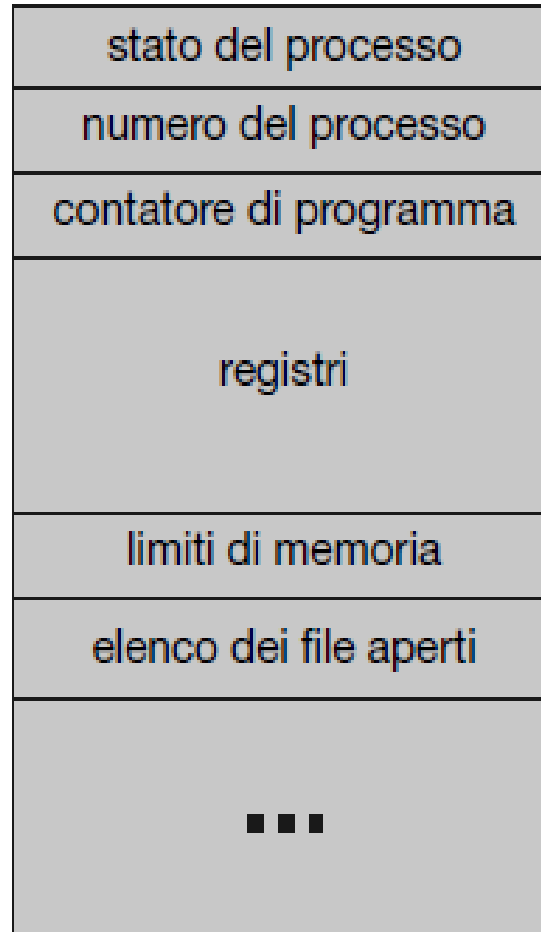 stato del processo
numero del processo
contatore di programma
registri
limiti di memoria
elenco dei file aperti
...